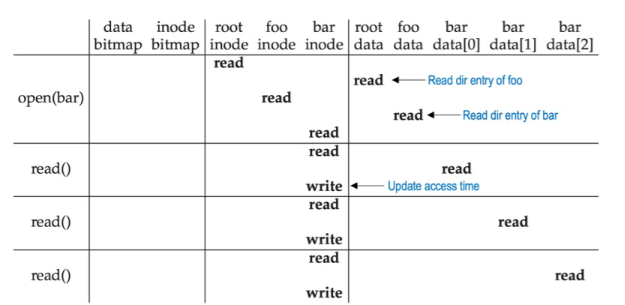 data inode root foo bar root foo bar bar bar
bitmap bitmap inode inode inode data data data[0] data[1] data[2]
read
read Read dir entry of foo
open(bar) read
read Read dir entry of bar
read
read
read() read
write Update access time
read
read() read
write
read
read() read
write